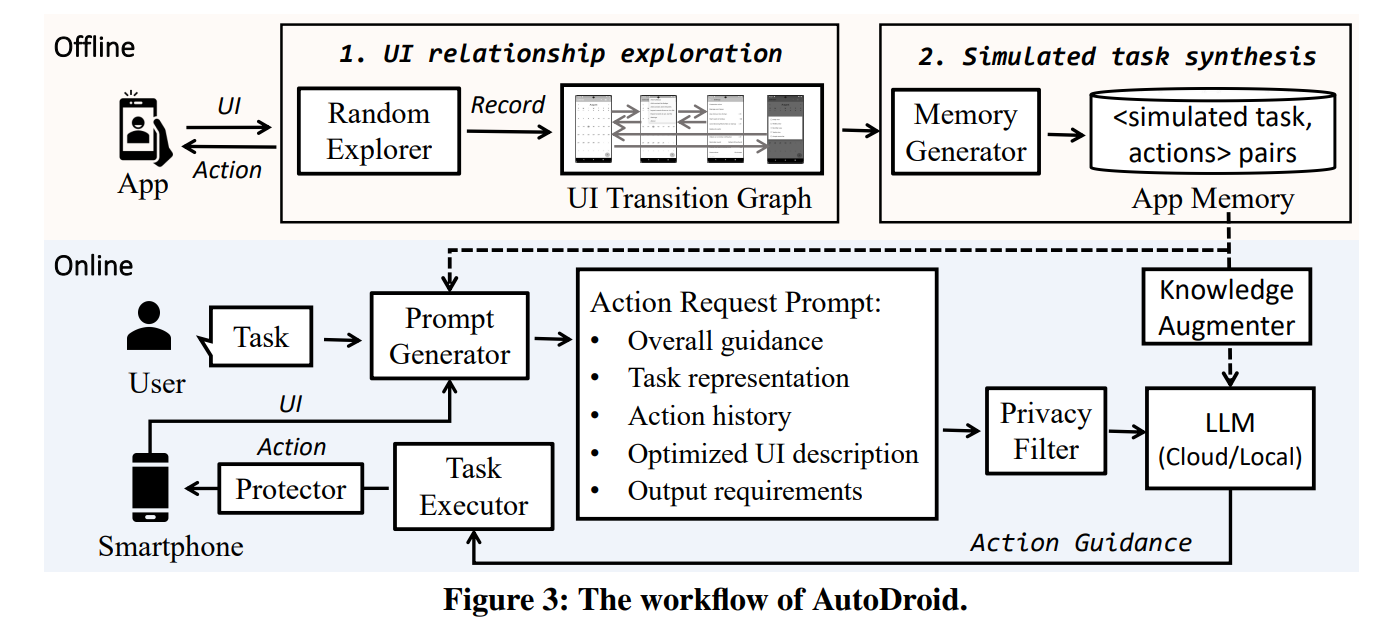 Offline
1. UI relationship exploration
2. Simulated task synthesis
UI
Action
App
Random
Explorer
Record
UI Transition Graph
Memory
Generator
<simulated task,
actions> pairs
App Memory
Online
User
Task
Prompt
Generator
UI
Action
Smartphone
Protector
Task
Executor
Action Request Prompt:
• Overall guidance
• Task representation
• Action history
• Optimized UI description
• Output requirements
Privacy
Filter
Knowledge
Augmenter
LLM
(Cloud/Local)
Action Guidance
Figure 3: The workflow of AutoDroid.